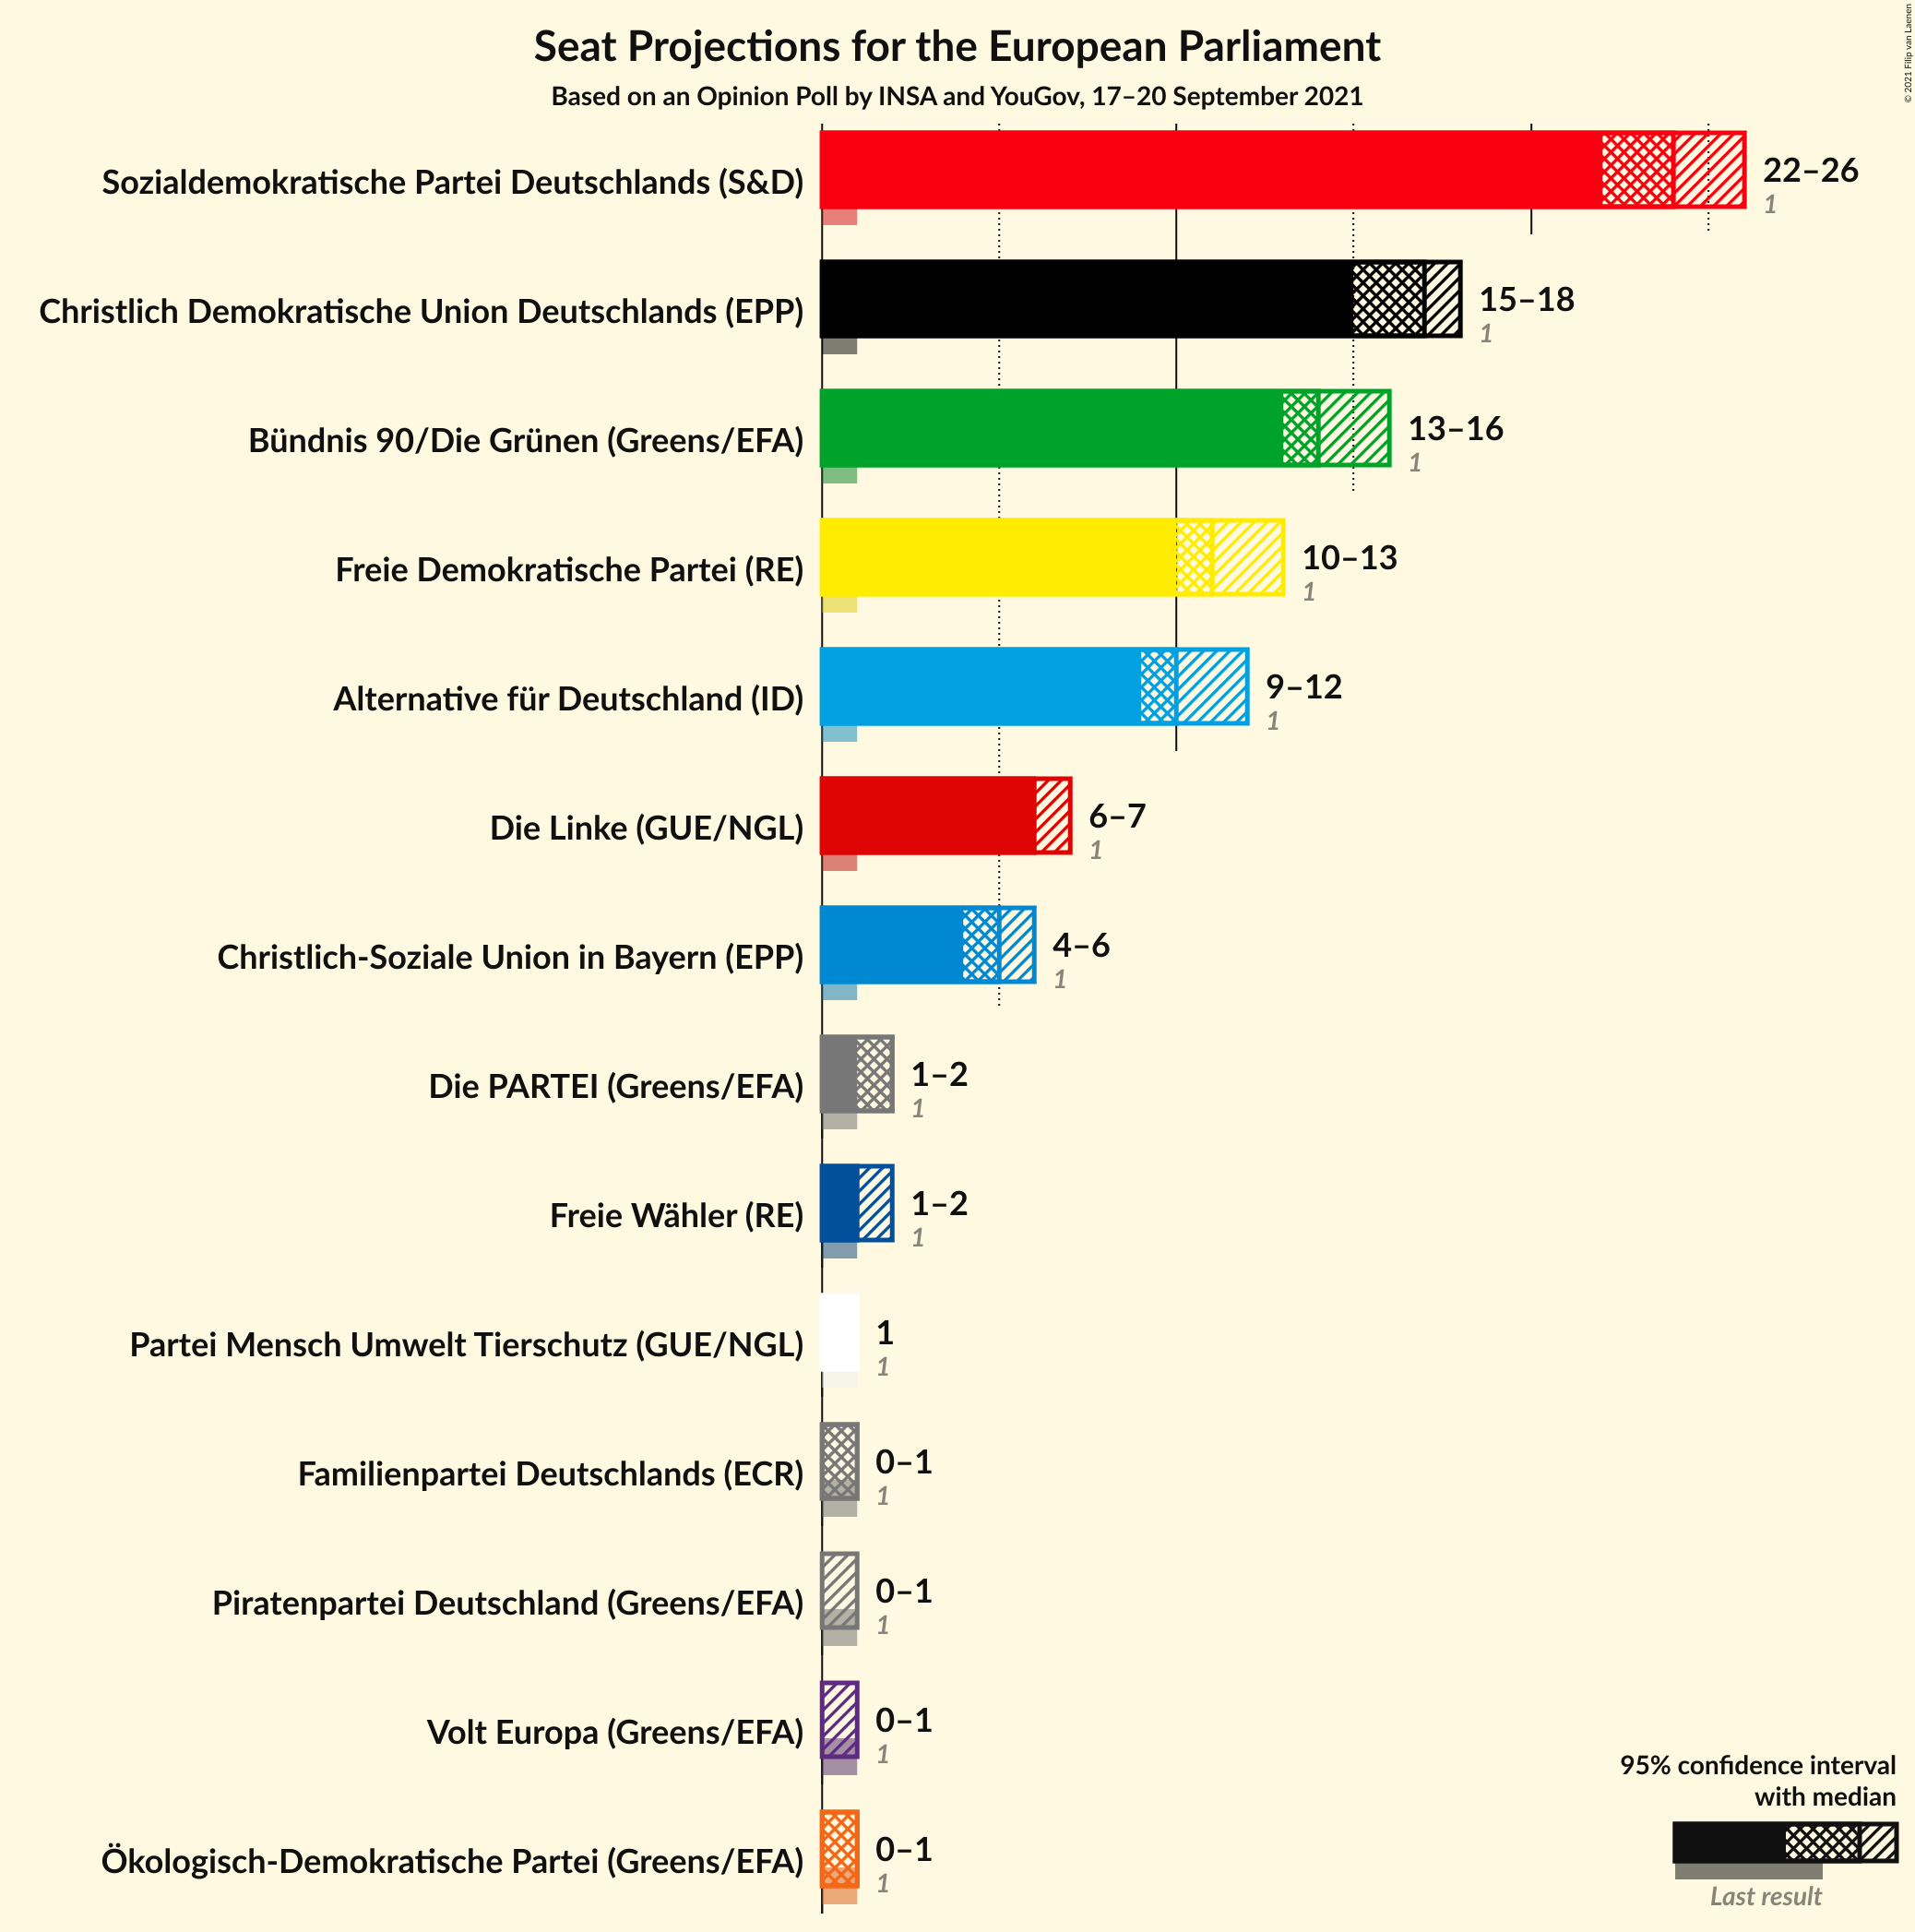 Seat Projections for the European Parliament
Based on an Opinion Poll by INSA and YouGov, 17–20 September 2021
© 2021 Filip van Laenen
Sozialdemokratische Partei Deutschlands (S&D)
22–26
1
Christlich Demokratische Union Deutschlands (EPP)
15–18
1
Bündnis 90/Die Grünen (Greens/EFA)
13–16
1
Freie Demokratische Partei (RE)
10–13
1
Alternative für Deutschland (ID)
9–12
1
Die Linke (GUE/NGL)
6–7
1
Christlich-Soziale Union in Bayern (EPP)
4–6
1
Die PARTEI (Greens/EFA)
1–2
1
Freie Wähler (RE)
1–2
1
Partei Mensch Umwelt Tierschutz (GUE/NGL)
1
1
Familienpartei Deutschlands (ECR)
0–1
1
Piratenpartei Deutschland (Greens/EFA)
0–1
1
Volt Europa (Greens/EFA)
0–1
1
Ökologisch-Demokratische Partei (Greens/EFA)
0–1
1
95% confidence interval
with median
Last result